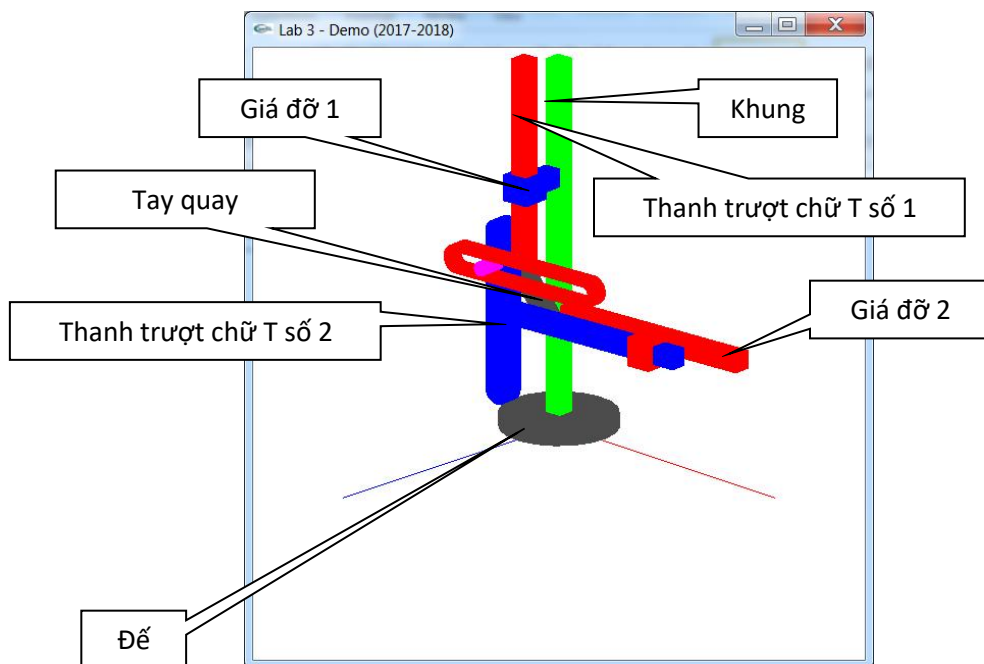 Lab 3 - Demo (2017-2018)
Giá đỡ 1
Khung
Tay quay
Thanh trượt chữ T số 1
Giá đỡ 2
Thanh trượt chữ T số 2
Đế